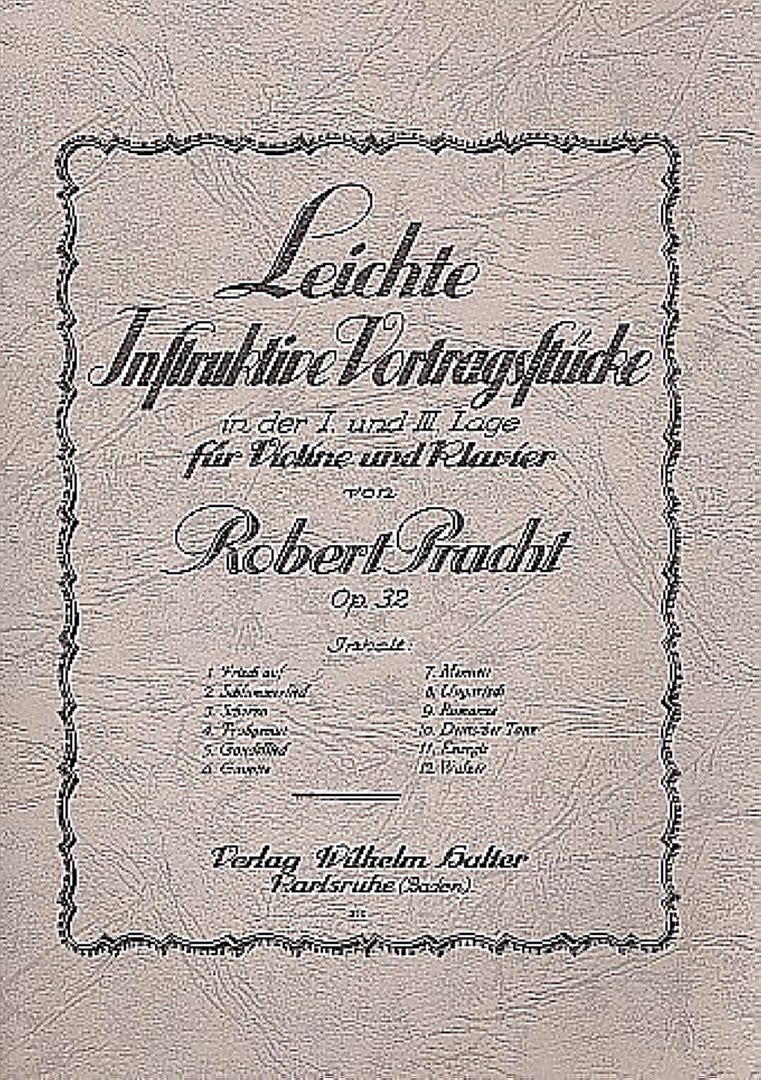 Leichte
Instruktive Vortragsstücke
in der I. und III. Lage
für Violine und Klavier
von
Robert Pracht
Op. 32
Inhalt:
1. Frisch auf
2. Schlummerlied
3. Scherzo
4. Frohsinn
5. Gondellied
6. Gavotte
7. Menuett
8. Ungarisch
9. Romanze
10. Deutscher Tanz
11. Energie
12. Walzer
Verlag Wilhelm Halter
Karlsruhe (Baden)